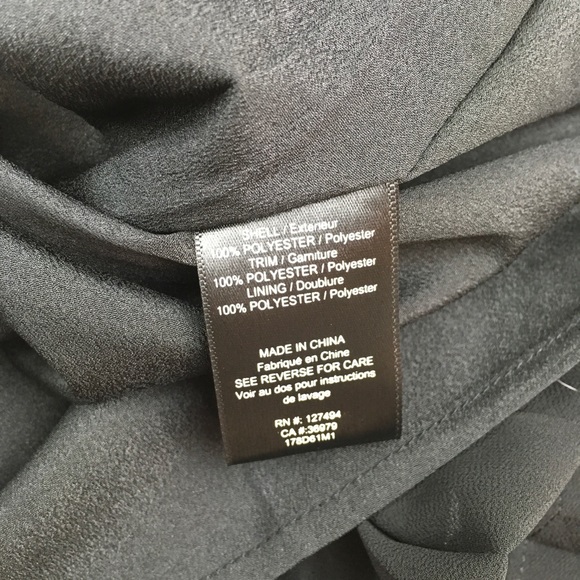 SHELL / Exterieur
100% POLYESTER / Polyester
TRIM / Garniture
100% POLYESTER / Polyester
LINING / Doublure
100% POLYESTER / Polyester
MADE IN CHINA
Fabriqué en Chine
SEE REVERSE FOR CARE
Voir au dos pour instructions
de lavage
RN #: 127494
CA #:36979
178D61M1